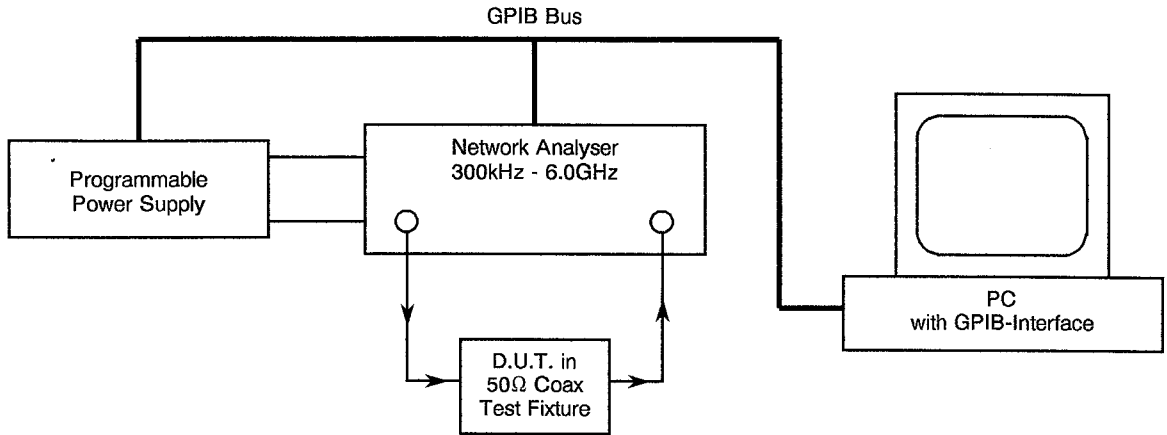 GPIB Bus
Programmable
Power Supply
Network Analyser
300kHz - 6.0GHz
D.U.T. in
50Ω Coax
Test Fixture
PC
with GPIB-Interface